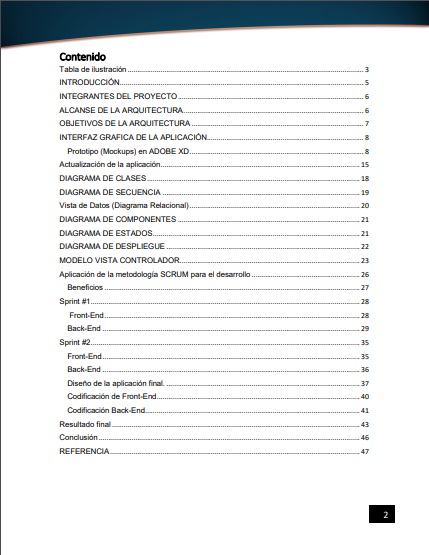 Contenido
Tabla de ilustración 3
INTRODUCCIÓN 5
INTEGRANTES DEL PROYECTO 6
ALCANSE DE LA ARQUITECTURA 6
OBJETIVOS DE LA ARQUITECTURA 7
INTERFAZ GRAFICA DE LA APLICACIÓN 8
Prototipo (Mockups) en ADOBE XD 8
Actualización de la aplicación 15
DIAGRAMA DE CLASES 18
DIAGRAMA DE SECUENCIA 19
Vista de Datos (Diagrama Relacional) 20
DIAGRAMA DE COMPONENTES 21
DIAGRAMA DE ESTADOS 21
DIAGRAMA DE DESPLIEGUE 22
MODELO VISTA CONTROLADOR 23
Aplicación de la metodología SCRUM para el desarrollo 26
Beneficios 27
Sprint #1 28
Front-End 28
Back-End 29
Sprint #2 35
Front-End 35
Back-End 36
Diseño de la aplicación final. 37
Codificación de Front-End 40
Codificación Back-End 41
Resultado final 43
Conclusión 46
REFERENCIA 47
2